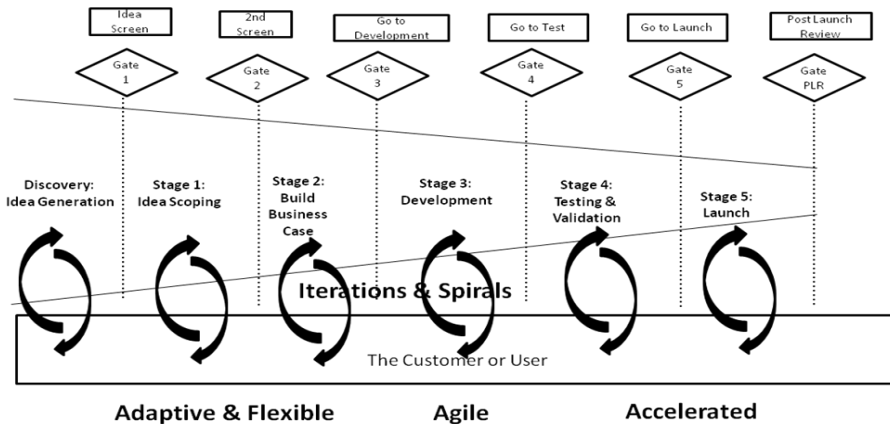 Idea
Screen
2nd
Screen
Go to
Development
Go to Test
Go to Launch
Post Launch
Review
Gate
1
Gate
2
Gate
3
Gate
4
Gate
5
Gate
PLR
Discovery:
Idea Generation
Stage 1:
Idea Scoping
Stage 2:
Build
Business
Case
Stage 3:
Development
Stage 4:
Testing &
Validation
Stage 5:
Launch
Iterations & Spirals
The Customer or User
Adaptive & Flexible
Agile
Accelerated